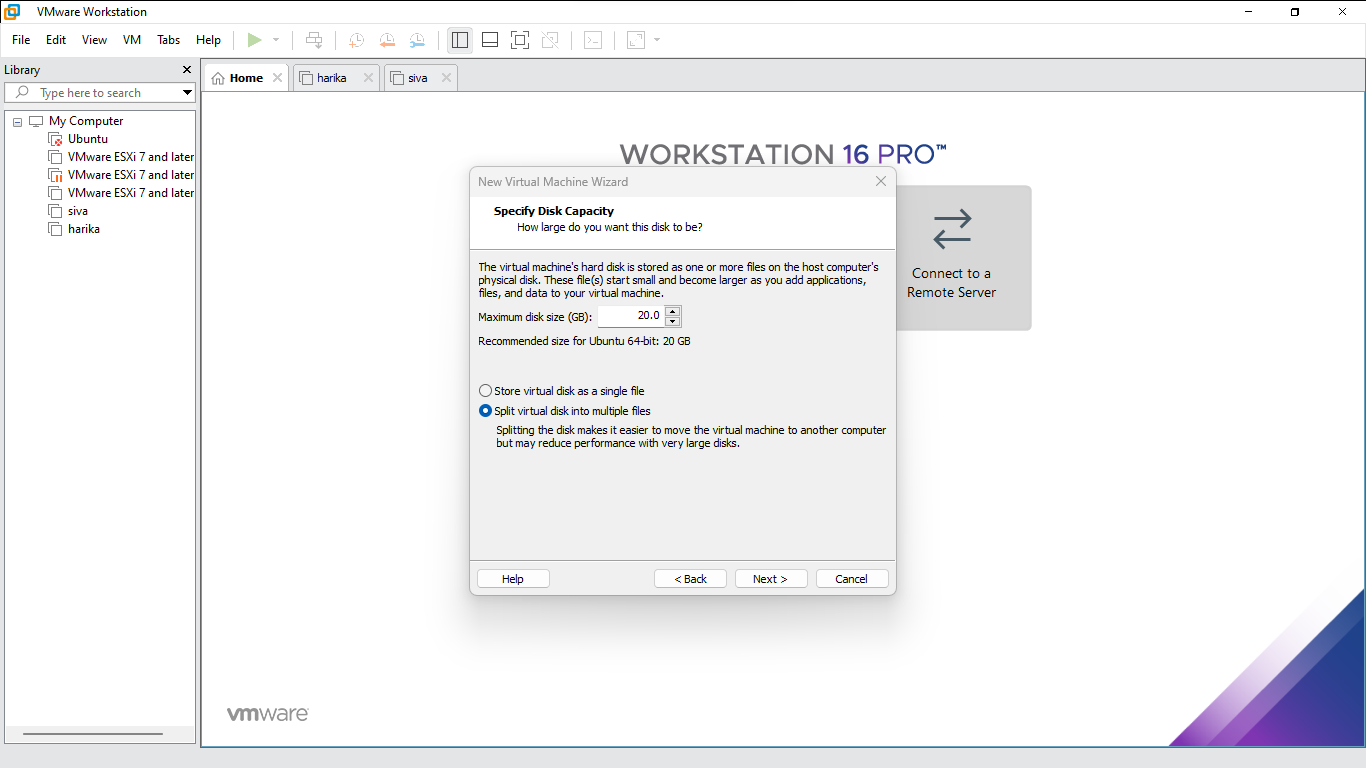 VMware Workstation
File Edit View VM Tabs Help
Library
Type here to search
My Computer
Ubuntu
VMware ESXi 7 and later
VMware ESXi 7 and later
VMware ESXi 7 and later
siva
harika
Home harika siva
WORKSTATION 16 PRO™
New Virtual Machine Wizard
Specify Disk Capacity
How large do you want this disk to be?
The virtual machine's hard disk is stored as one or more files on the host computer's
physical disk. These file(s) start small and become larger as you add applications,
files, and data to your virtual machine.
Maximum disk size (GB): 20.0
Recommended size for Ubuntu 64-bit: 20 GB
Store virtual disk as a single file
Split virtual disk into multiple files
Splitting the disk makes it easier to move the virtual machine to another computer
but may reduce performance with very large disks.
Help < Back Next > Cancel
Connect to a
Remote Server
vmware